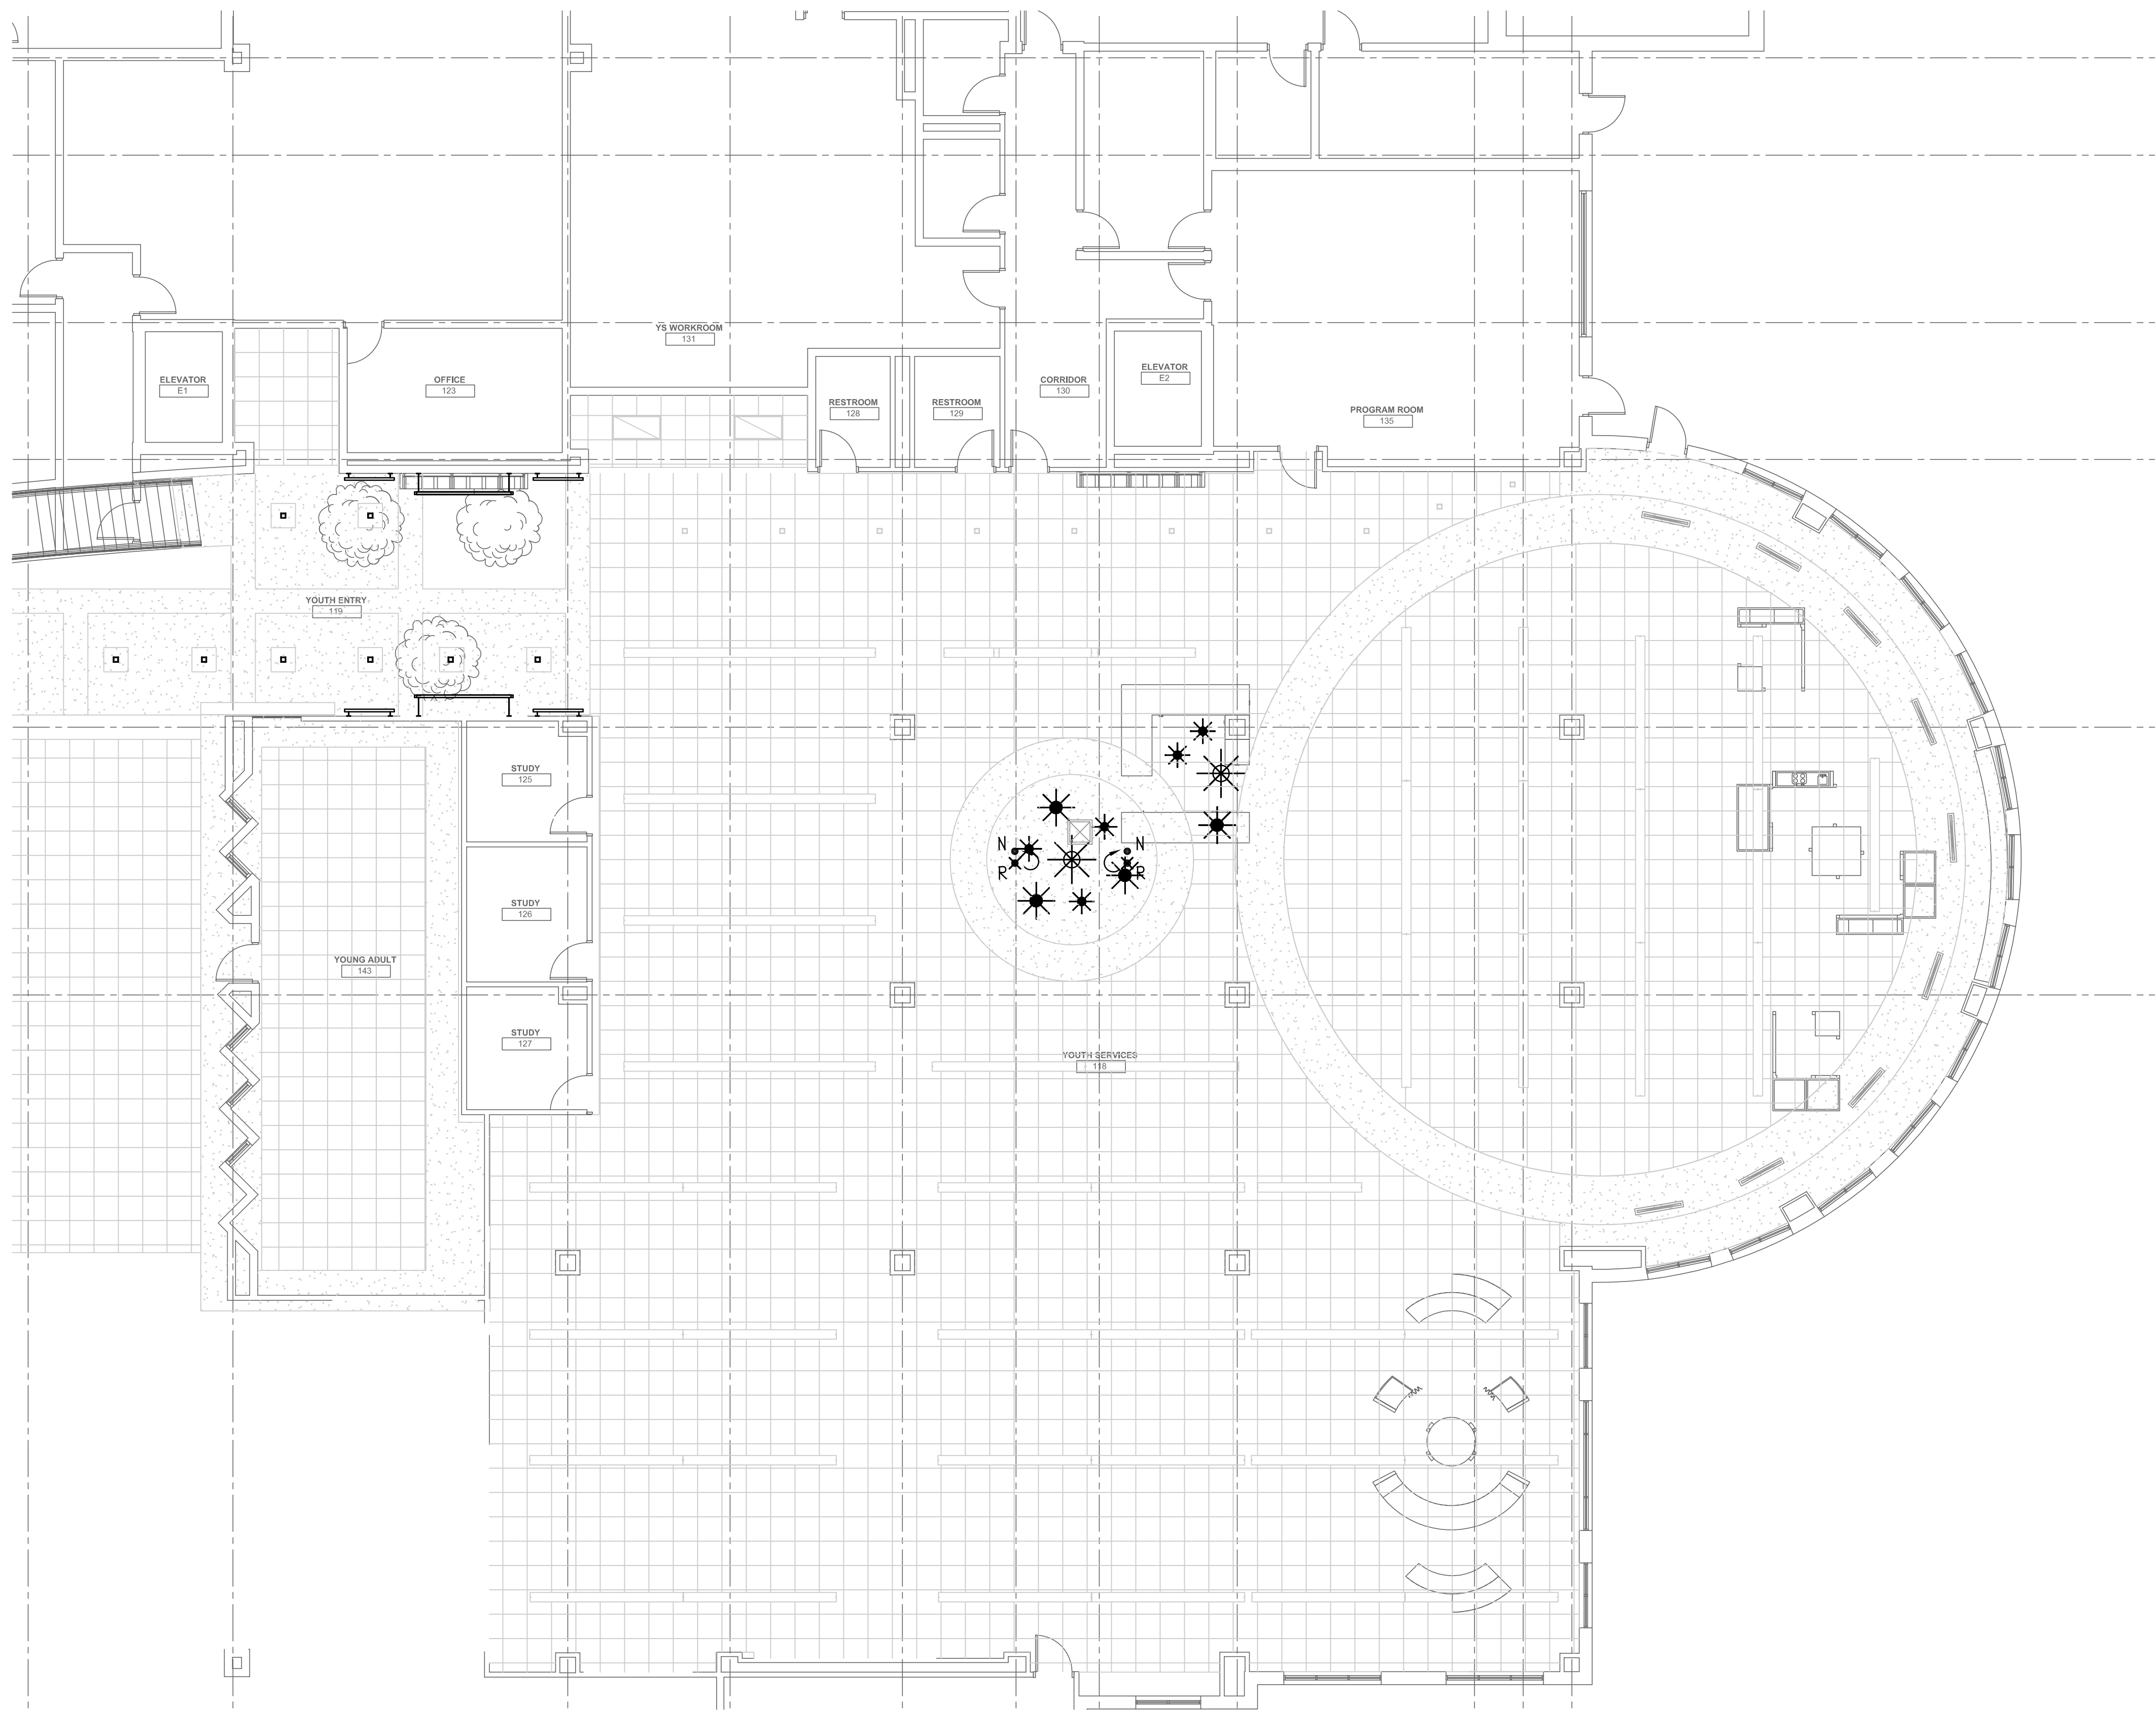 YS WORKROOM
131
ELEVATOR
E1
OFFICE
123
RESTROOM
128
RESTROOM
129
CORRIDOR
130
ELEVATOR
E2
PROGRAM ROOM
135
YOUTH ENTRY
119
STUDY
125
N
R
N
R
STUDY
126
YOUNG ADULT
143
STUDY
127
YOUTH SERVICES
118